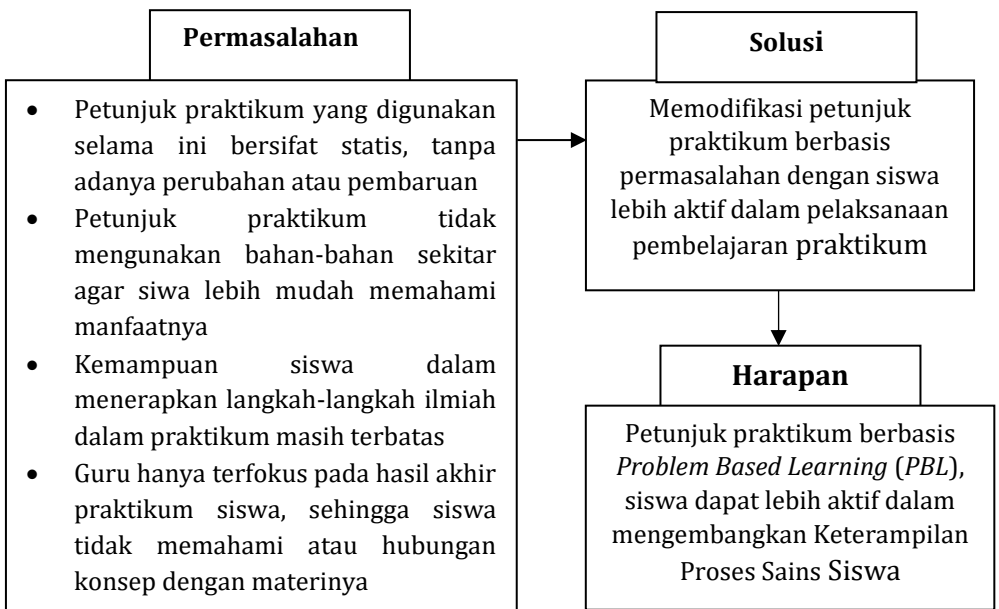 Permasalahan
• Petunjuk praktikum yang digunakan
selama ini bersifat statis, tanpa
adanya perubahan atau pembaruan
• Petunjuk praktikum tidak
mengunakan bahan-bahan sekitar
agar siwa lebih mudah memahami
manfaatnya
• Kemampuan siswa dalam
menerapkan langkah-langkah ilmiah
dalam praktikum masih terbatas
• Guru hanya terfokus pada hasil akhir
praktikum siswa, sehingga siswa
tidak memahami atau hubungan
konsep dengan materinya
Solusi
Memodifikasi petunjuk
praktikum berbasis
permasalahan dengan siswa
lebih aktif dalam pelaksanaan
pembelajaran praktikum
Harapan
Petunjuk praktikum berbasis
Problem Based Learning (PBL),
siswa dapat lebih aktif dalam
mengembangkan Keterampilan
Proses Sains Siswa